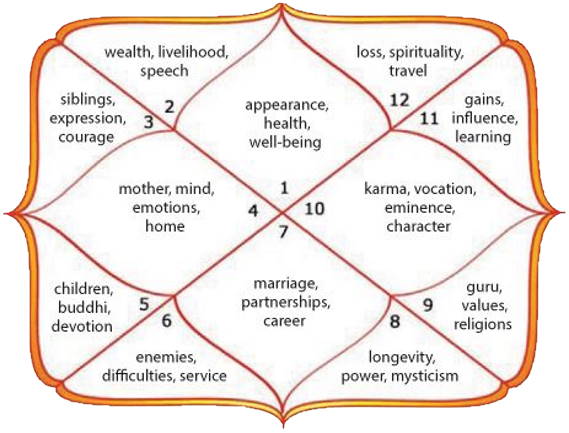 wealth, livelihood,
speech
2
loss, spirituality,
travel
12
siblings,
expression,
courage
3
appearance,
health,
well-being
1
gains,
influence,
learning
11
mother, mind,
emotions,
home
4
karma, vocation,
eminence,
character
10
children,
buddhi,
devotion
5
marriage,
partnerships,
career
7
guru,
values,
religions
9
enemies,
difficulties, service
6
longevity,
power, mysticism
8